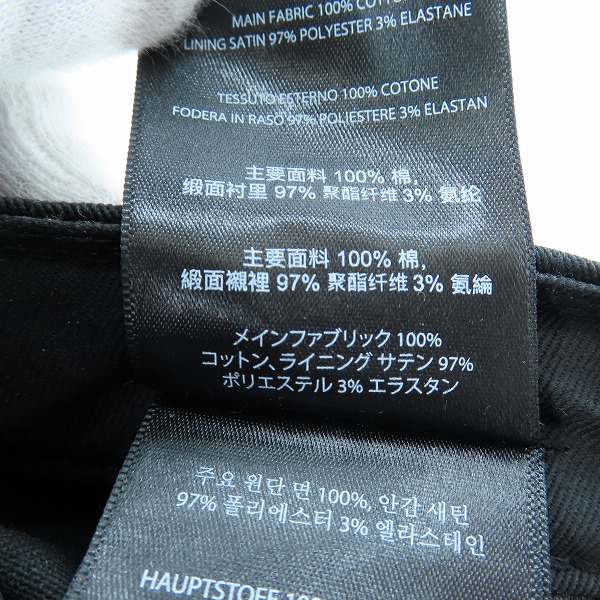 MAIN FABRIC 100% COTTO
LINING SATIN 97% POLYESTER 3% ELASTANE
TESSUTO ESTERNO 100% COTONE
FODERA IN RASO 97% POLIESTERE 3% ELASTAN
主要面料 100% 棉,
缎面衬里 97% 聚酯纤维 3% 氨纶
主要面料 100% 棉,
緞面襯裡 97% 聚酯纤维 3% 氨綸
メインファブリック 100%
コットン、ライニング サテン 97%
ポリエステル 3% エラスタン
주요 원단 면 100%, 안감 새틴
97% 폴리에스터 3% 엘라스테인
HAUPTSTOFF 100